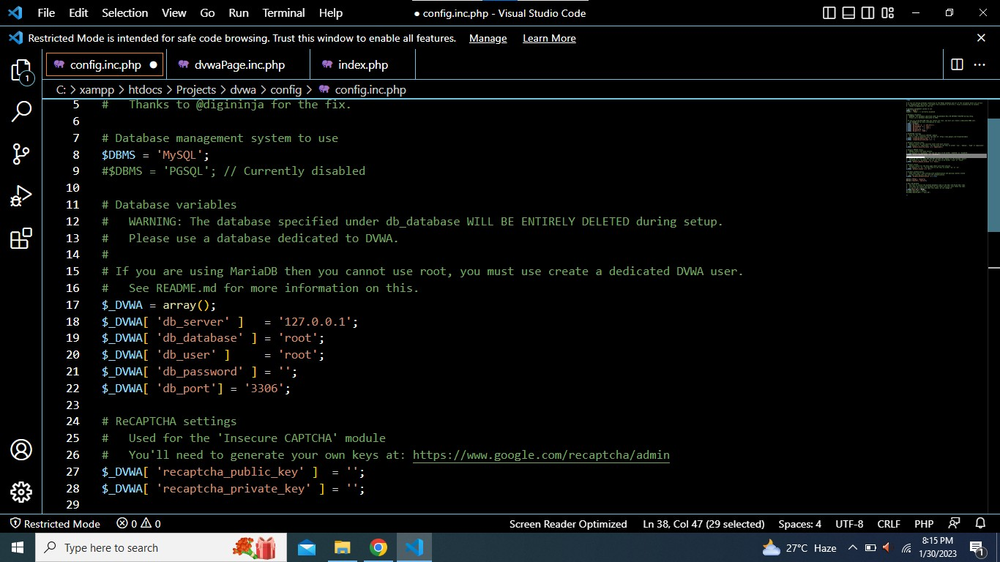 File Edit Selection View Go Run Terminal Help ● config.inc.php - Visual Studio Code
Restricted Mode is intended for safe code browsing. Trust this window to enable all features. Manage Learn More
config.inc.php ● dvwaPage.inc.php index.php
C: > xampp > htdocs > Projects > dvwa > config > config.inc.php
1
5 #   Thanks to @digininja for the fix.
6
7 # Database management system to use
8 $DBMS = 'MySQL';
9 #$DBMS = 'PGSQL'; // Currently disabled
10
11 # Database variables
12 #   WARNING: The database specified under db_database WILL BE ENTIRELY DELETED during setup.
13 #   Please use a database dedicated to DVWA.
14 #
15 # If you are using MariaDB then you cannot use root, you must use create a dedicated DVWA user.
16 #   See README.md for more information on this.
17 $_DVWA = array();
18 $_DVWA[ 'db_server' ]   = '127.0.0.1';
19 $_DVWA[ 'db_database' ] = 'root';
20 $_DVWA[ 'db_user' ]     = 'root';
21 $_DVWA[ 'db_password' ] = '';
22 $_DVWA[ 'db_port'] = '3306';
23
24 # ReCAPTCHA settings
25 #   Used for the 'Insecure CAPTCHA' module
26 #   You'll need to generate your own keys at: https://www.google.com/recaptcha/admin
27 $_DVWA[ 'recaptcha_public_key' ]  = '';
28 $_DVWA[ 'recaptcha_private_key' ] = '';
29
Restricted Mode 0 0 Screen Reader Optimized Ln 38, Col 47 (29 selected) Spaces: 4 UTF-8 CRLF PHP
Type here to search 27°C Haze 8:15 PM
1/30/2023 1